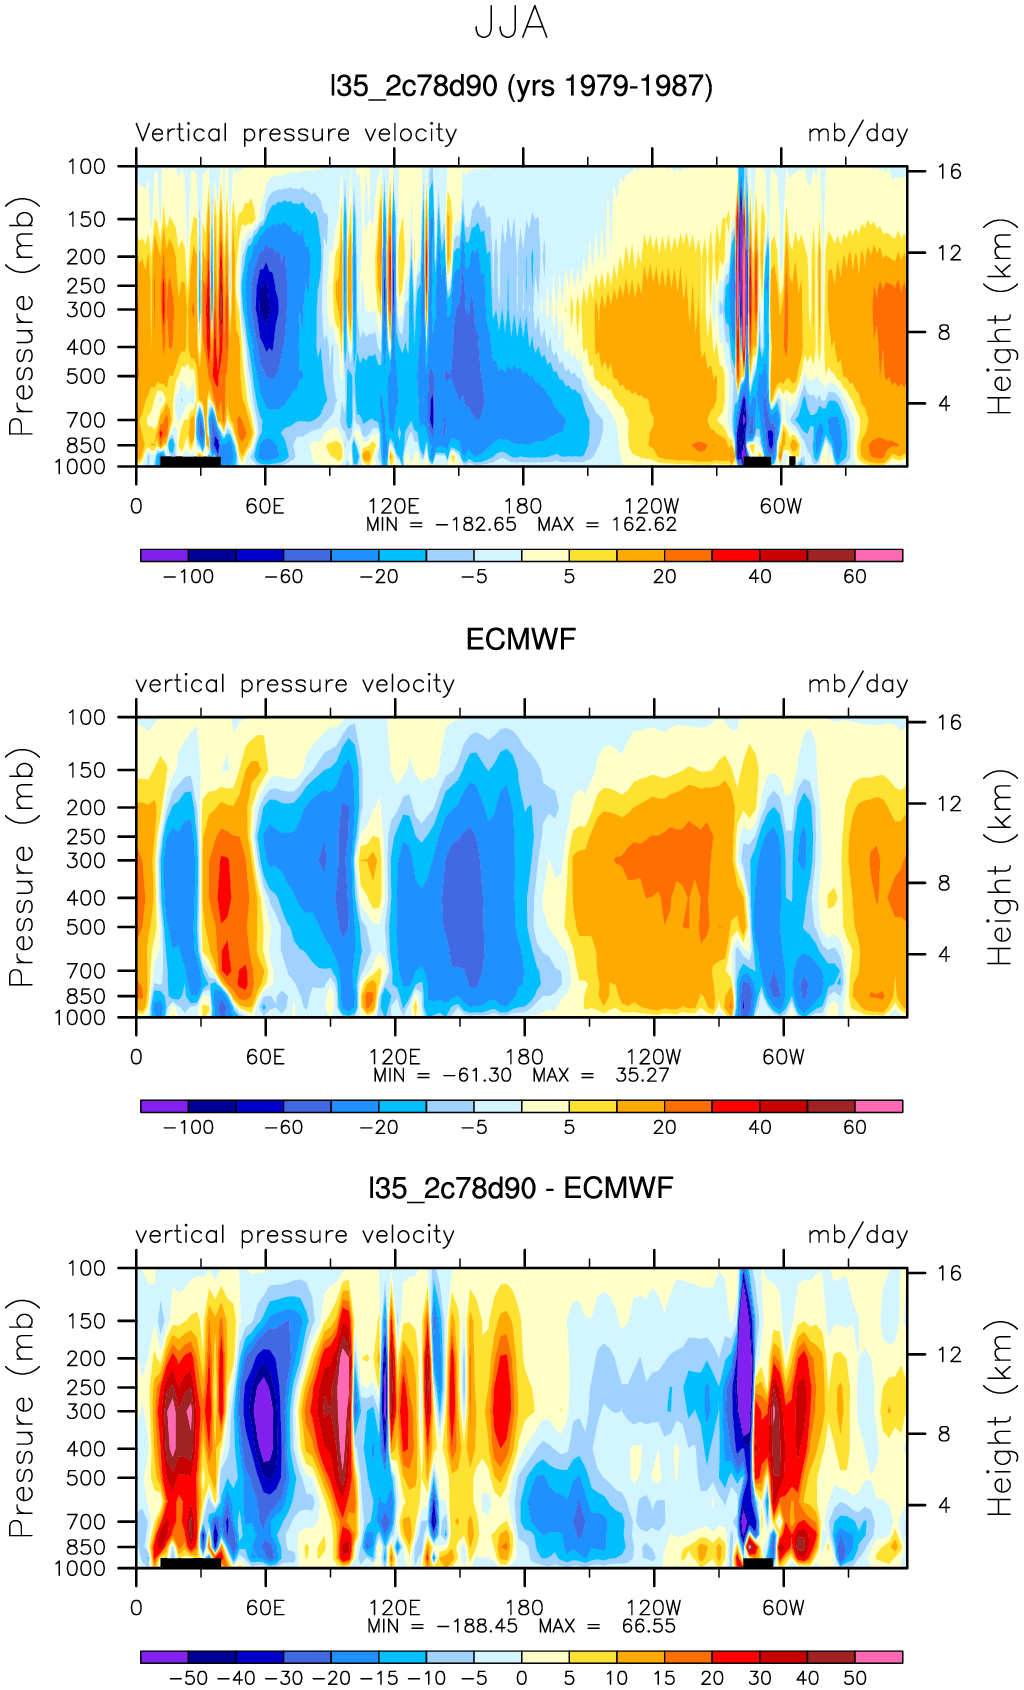 JJA
l35_2c78d90 (yrs 1979-1987)
Vertical pressure velocity mb/day
Pressure (mb)
100
150
200
250
300
400
500
700
850
1000
16
12
8
4
Height (km)
0 60E 120E 180 120W 60W
MIN = -182.65 MAX = 162.62
-100 -60 -20 -5 5 20 40 60
ECMWF
vertical pressure velocity mb/day
Pressure (mb)
100
150
200
250
300
400
500
700
850
1000
16
12
8
4
Height (km)
0 60E 120E 180 120W 60W
MIN = -61.30 MAX = 35.27
-100 -60 -20 -5 5 20 40 60
l35_2c78d90 - ECMWF
vertical pressure velocity mb/day
Pressure (mb)
100
150
200
250
300
400
500
700
850
1000
16
12
8
4
Height (km)
0 60E 120E 180 120W 60W
MIN = -188.45 MAX = 66.55
-50 -40 -30 -20 -15 -10 -5 0 5 10 15 20 30 40 50